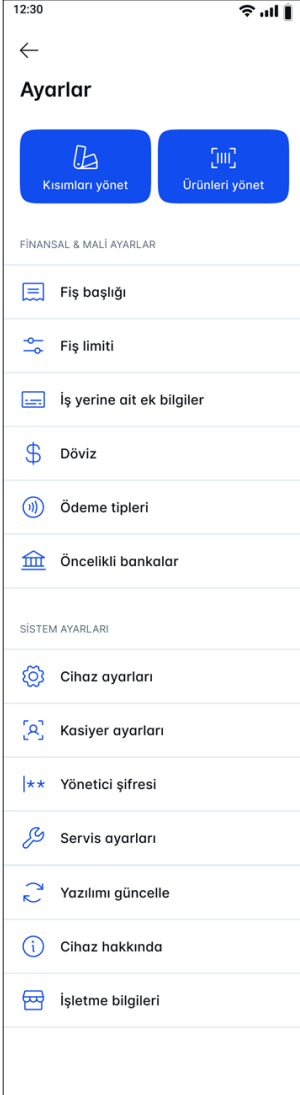 12:30
Ayarlar
Kısımları yönet
Ürünleri yönet
FİNANSAL & MALİ AYARLAR
Fiş başlığı
Fiş limiti
İş yerine ait ek bilgiler
Döviz
Ödeme tipleri
Öncelikli bankalar
SİSTEM AYARLARI
Cihaz ayarları
Kasiyer ayarları
Yönetici şifresi
Servis ayarları
Yazılımı güncelle
Cihaz hakkında
İşletme bilgileri